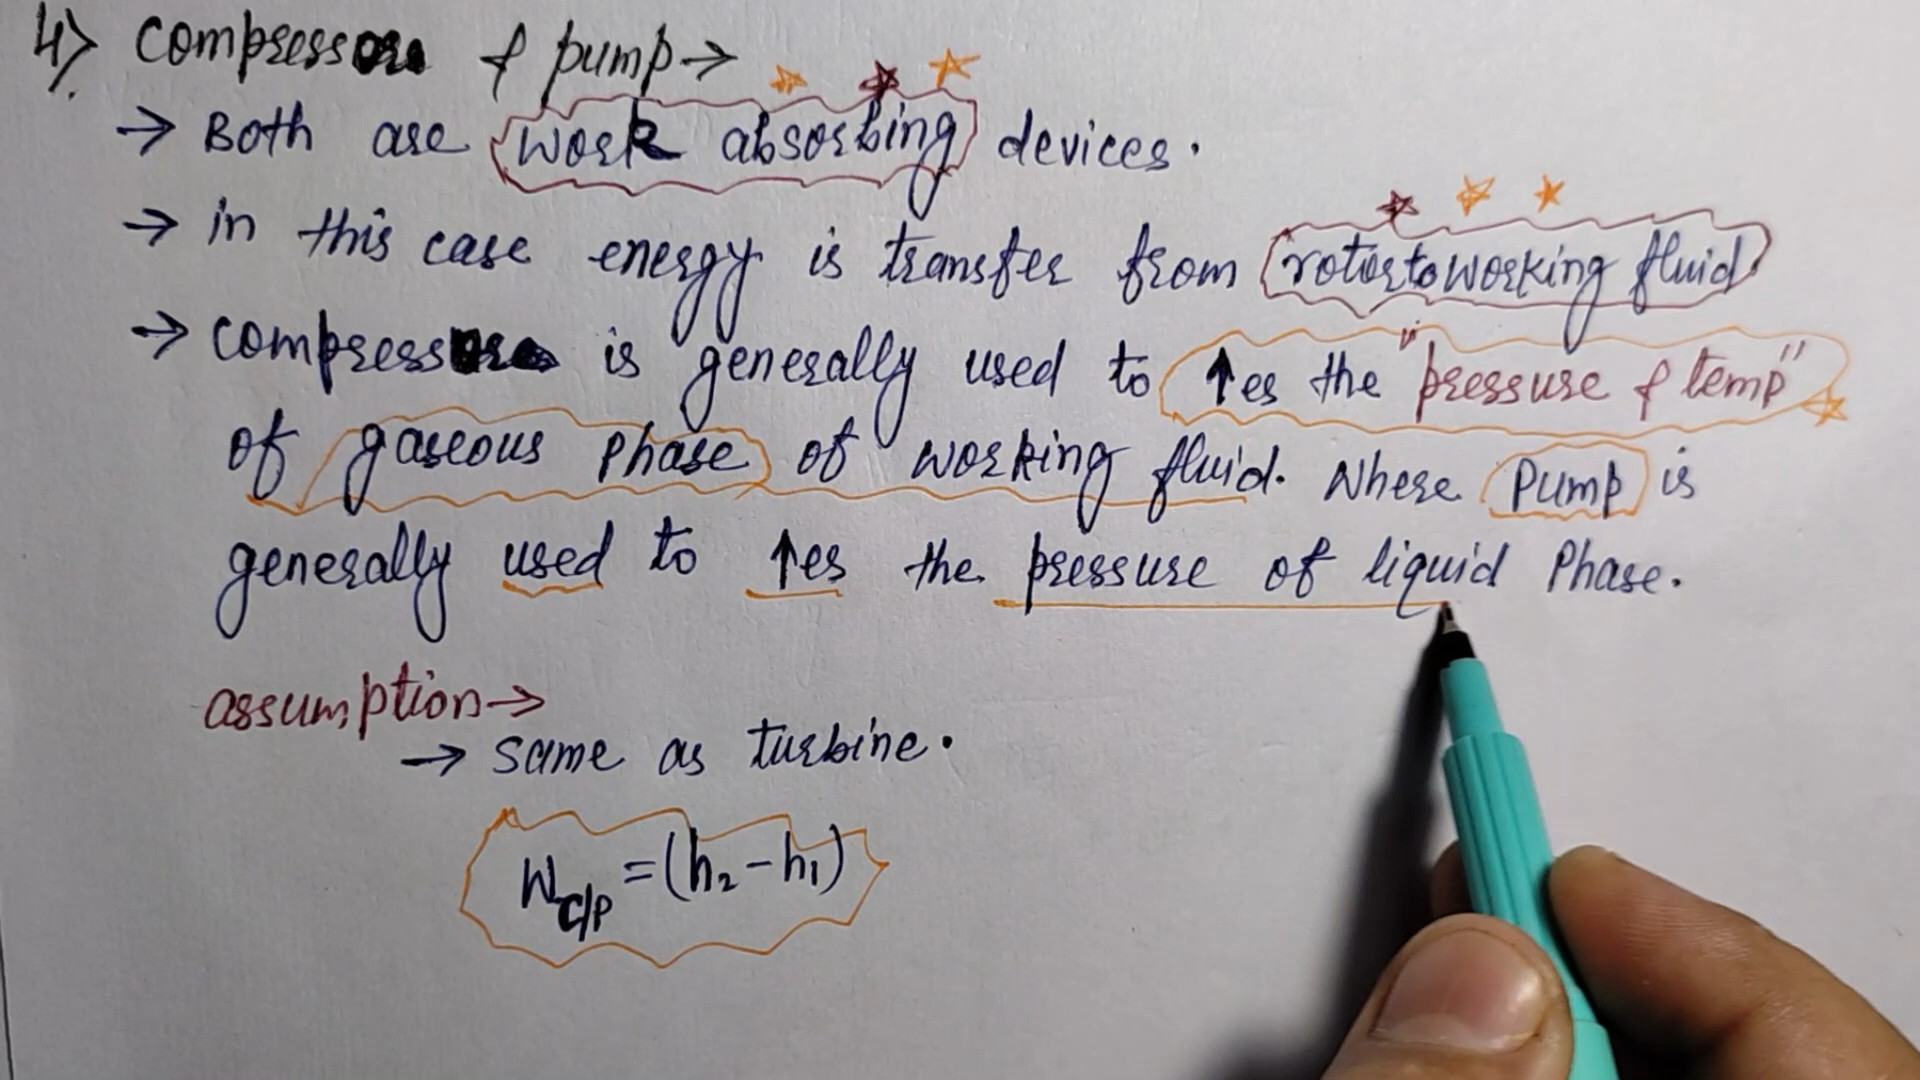 4) Compressor & pump →
→ Both are work absorbing devices.
→ in this case energy is transfer from rotor to working fluid
→ compressor is generally used to ↑es the "pressure & temp"
of gaseous phase of working fluid. Where Pump is
generally used to ↑es the pressure of liquid Phase.
assumption →
→ same as turbine.
W_C/P = (h₂ - h₁)